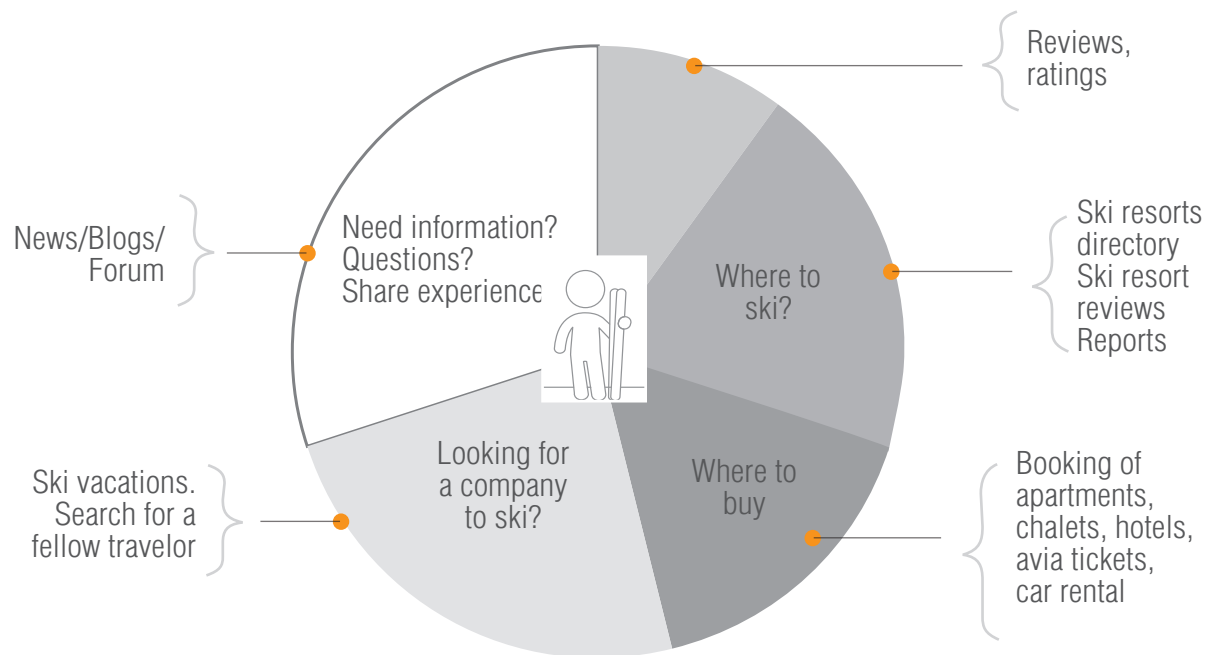 Reviews,
ratings
News/Blogs/
Forum
Need information?
Questions?
Share experience
Where to
ski?
Ski resorts
directory
Ski resort
reviews
Reports
Ski vacations.
Search for a
fellow travelor
Looking for
a company
to ski?
Where to
buy
Booking of
apartments,
chalets, hotels,
avia tickets,
car rental